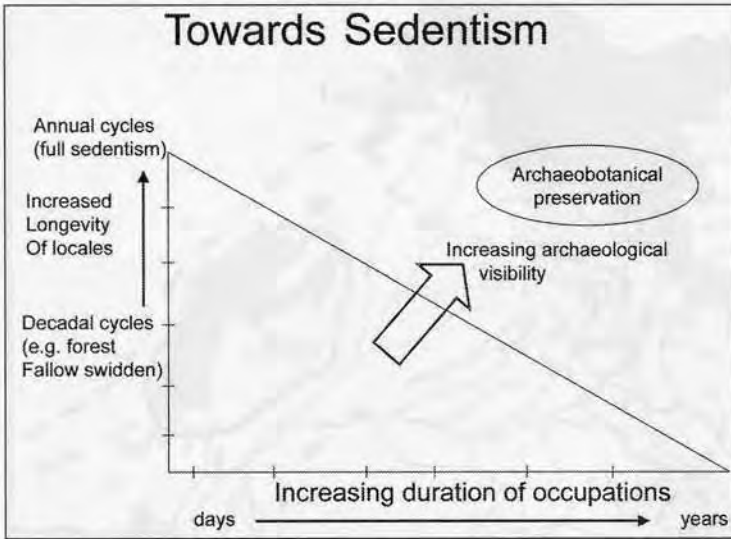 Towards Sedentism
Annual cycles
(full sedentism)
Increased
Longevity
Of locales
Decadal cycles
(e.g. forest
Fallow swidden)
Archaeobotanical
preservation
Increasing archaeological
visibility
Increasing duration of occupations
days
years